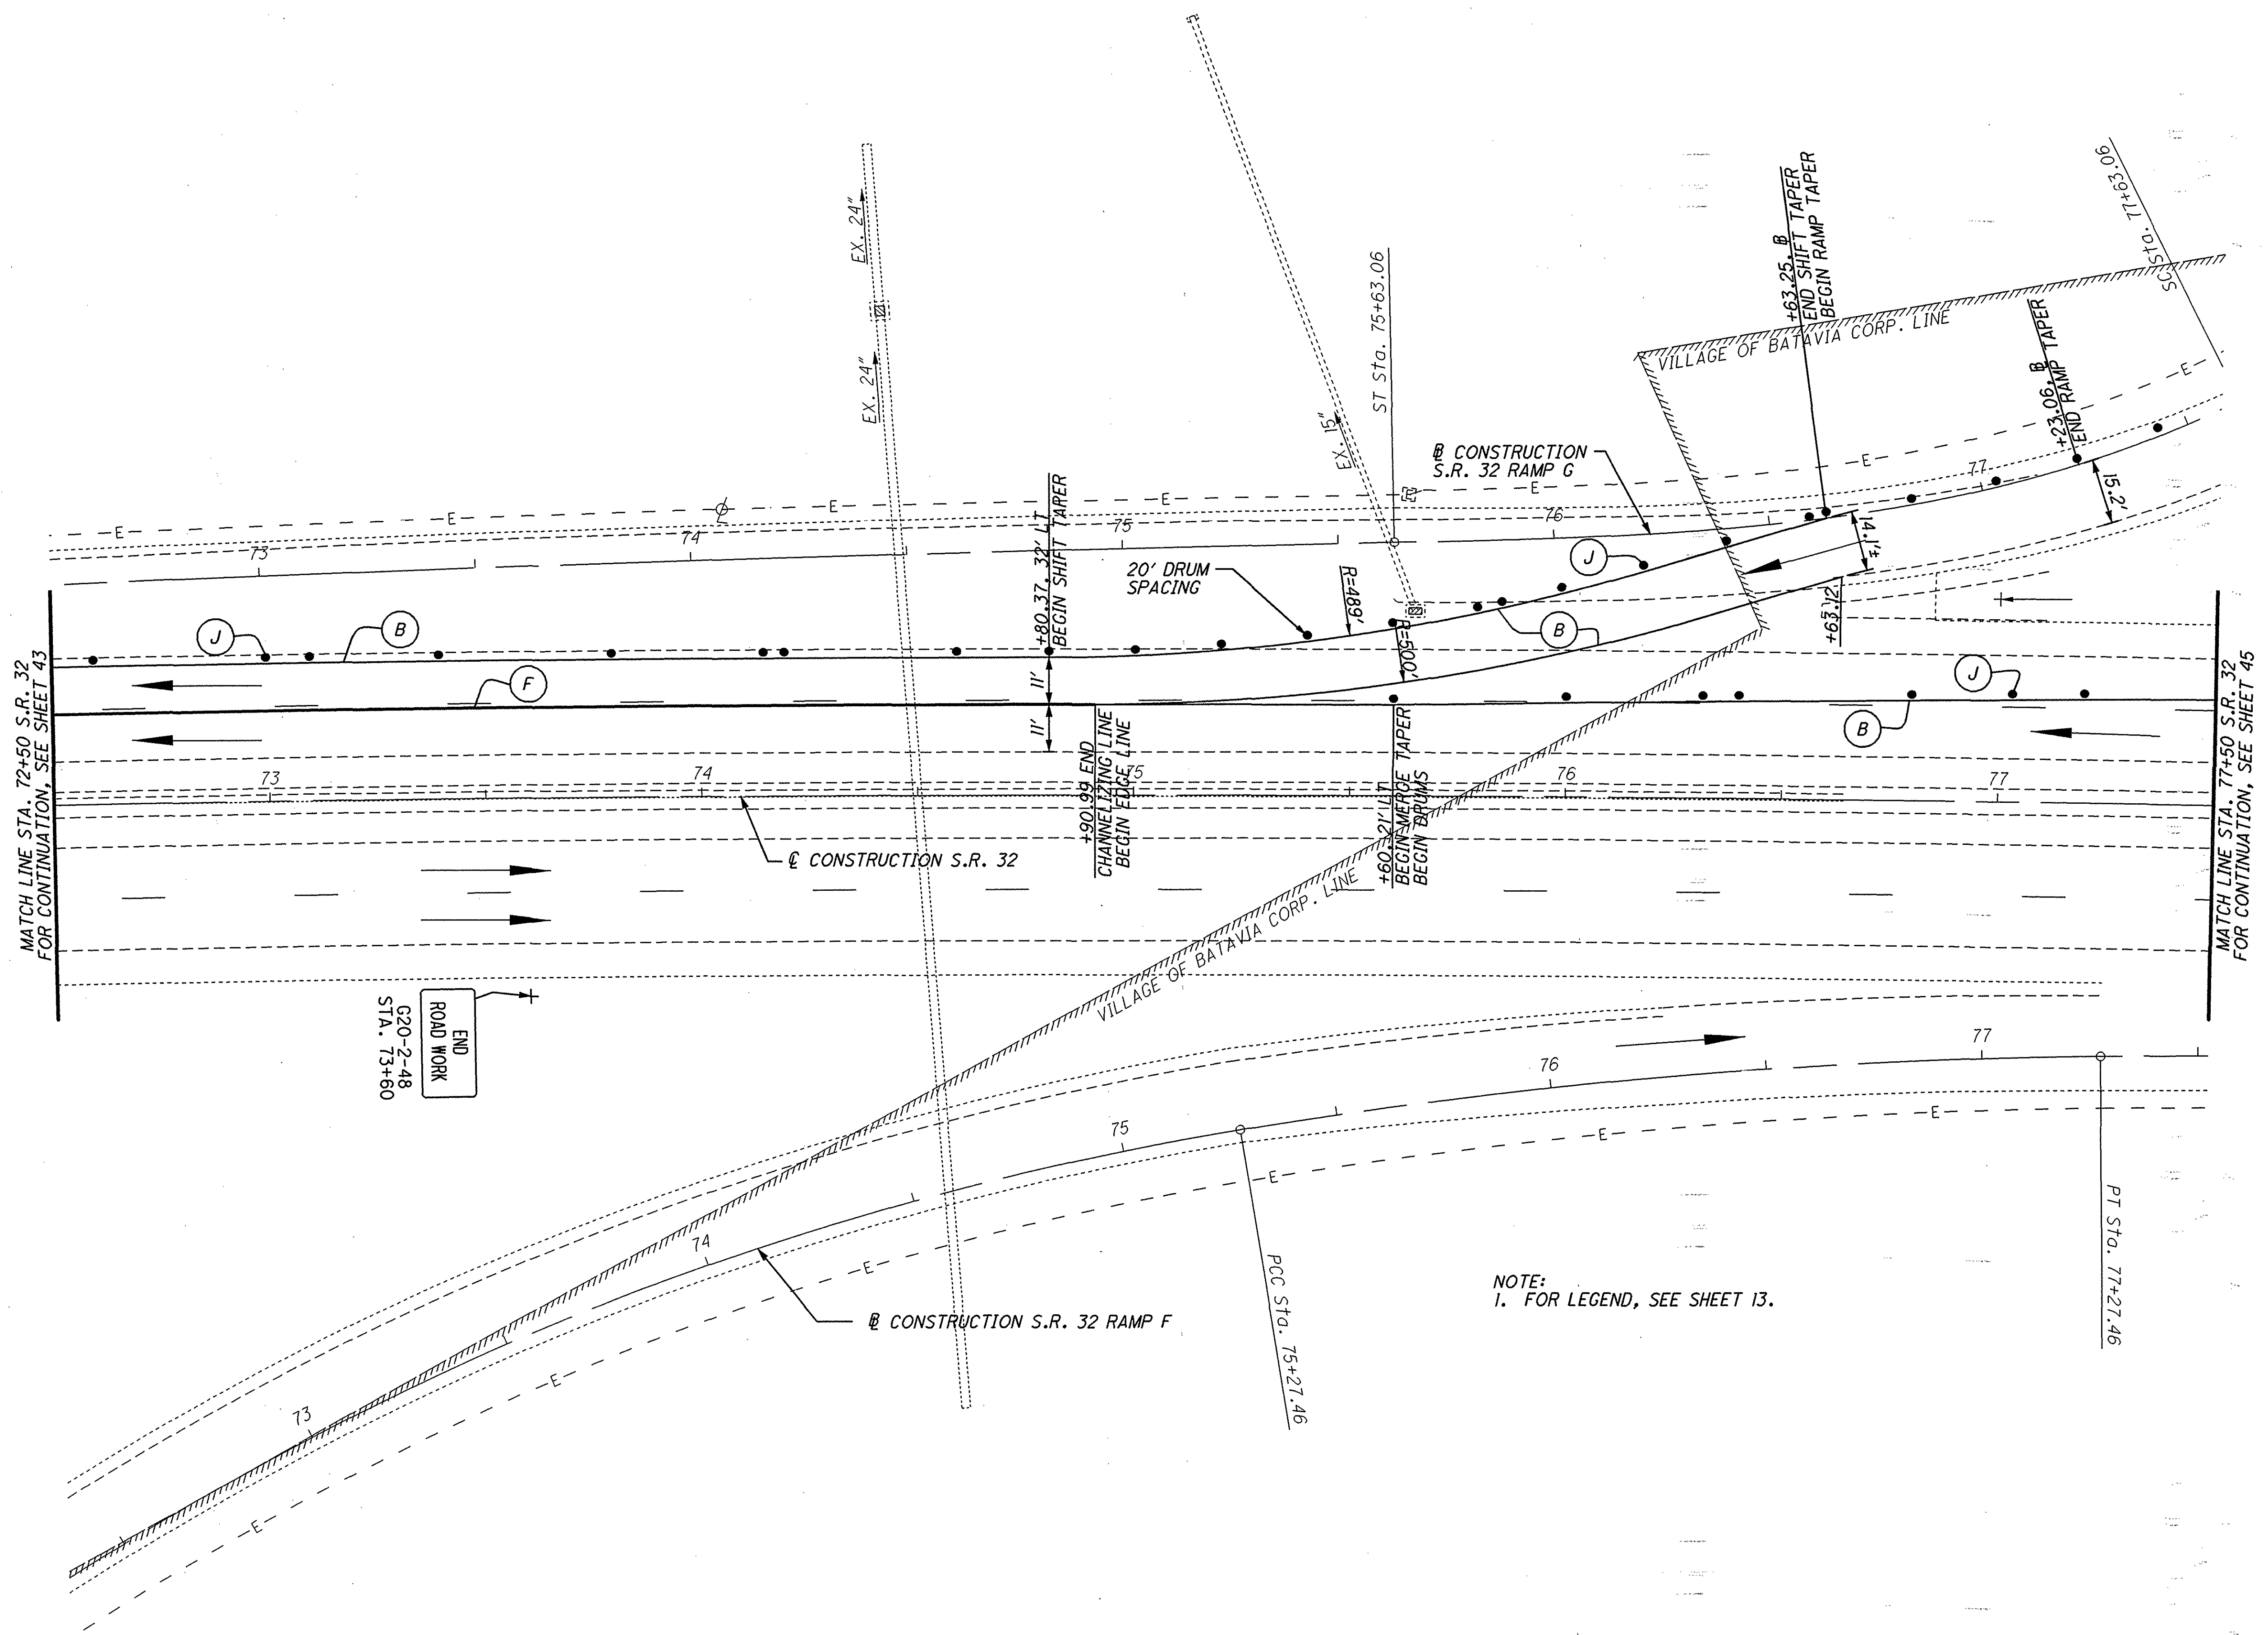 SC Sta. 77+63.06
+63.25, ℄
END SHIFT TAPER
BEGIN RAMP TAPER
VILLAGE OF BATAVIA CORP. LINE
+23.06, ℄
END RAMP TAPER
EX. 24"
EX. 24"
EX. 15"
ST Sta. 75+63.06
℄ CONSTRUCTION
S.R. 32 RAMP G
E
E
E
E
E
E
E
73
74
75
76
77
+80.37, 32' LT
BEGIN SHIFT TAPER
20' DRUM
SPACING
R=489'
R=500'
J
14.1'±
15.2'
+63.12
J
B
B
F
11'
11'
J
B
MATCH LINE STA. 72+50 S.R. 32
FOR CONTINUATION, SEE SHEET 43
MATCH LINE STA. 77+50 S.R. 32
FOR CONTINUATION, SEE SHEET 45
+90.99 END
CHANNELIZING LINE
BEGIN EDGE LINE
+60, 21' LT
BEGIN MERGE TAPER
BEGIN DRUMS
73
74
75
76
77
℄ CONSTRUCTION S.R. 32
VILLAGE OF BATAVIA CORP. LINE
END
ROAD WORK
G20-2-48
STA. 73+60
73
74
75
76
77
E
E
E
E
E
E
PCC Sta. 75+27.46
PT Sta. 77+27.46
℄ CONSTRUCTION S.R. 32 RAMP F
NOTE:
1. FOR LEGEND, SEE SHEET 13.